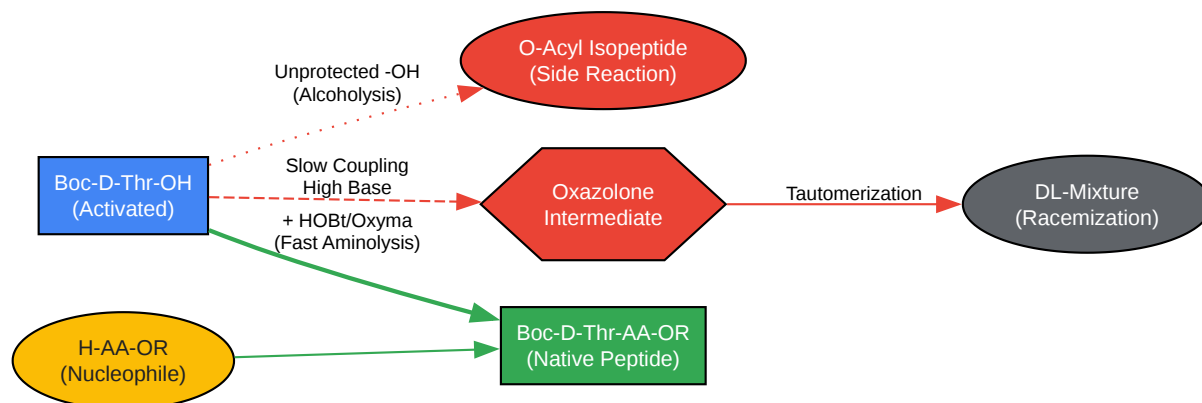 O-Acyl Isopeptide
(Side Reaction)
Unprotected -OH
(Alcoholysis)
Boc-D-Thr-OH
(Activated)
Slow Coupling
High Base
Oxazolone
Intermediate
Tautomerization
DL-Mixture
(Racemization)
+ HOBt/Oxyma
(Fast Aminolysis)
H-AA-OR
(Nucleophile)
Boc-D-Thr-AA-OR
(Native Peptide)